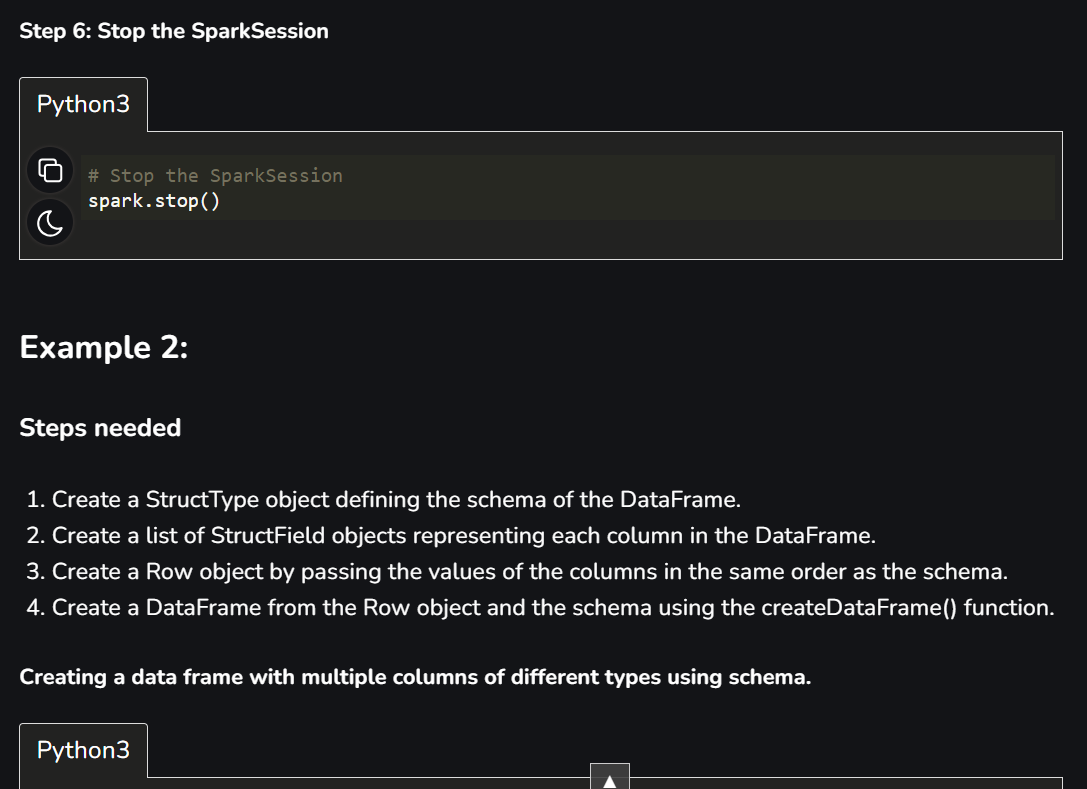 Step 6: Stop the SparkSession
Python3
# Stop the SparkSession
spark.stop()
Example 2:
Steps needed
1. Create a StructType object defining the schema of the DataFrame.
2. Create a list of StructField objects representing each column in the DataFrame.
3. Create a Row object by passing the values of the columns in the same order as the schema.
4. Create a DataFrame from the Row object and the schema using the createDataFrame() function.
Creating a data frame with multiple columns of different types using schema.
Python3